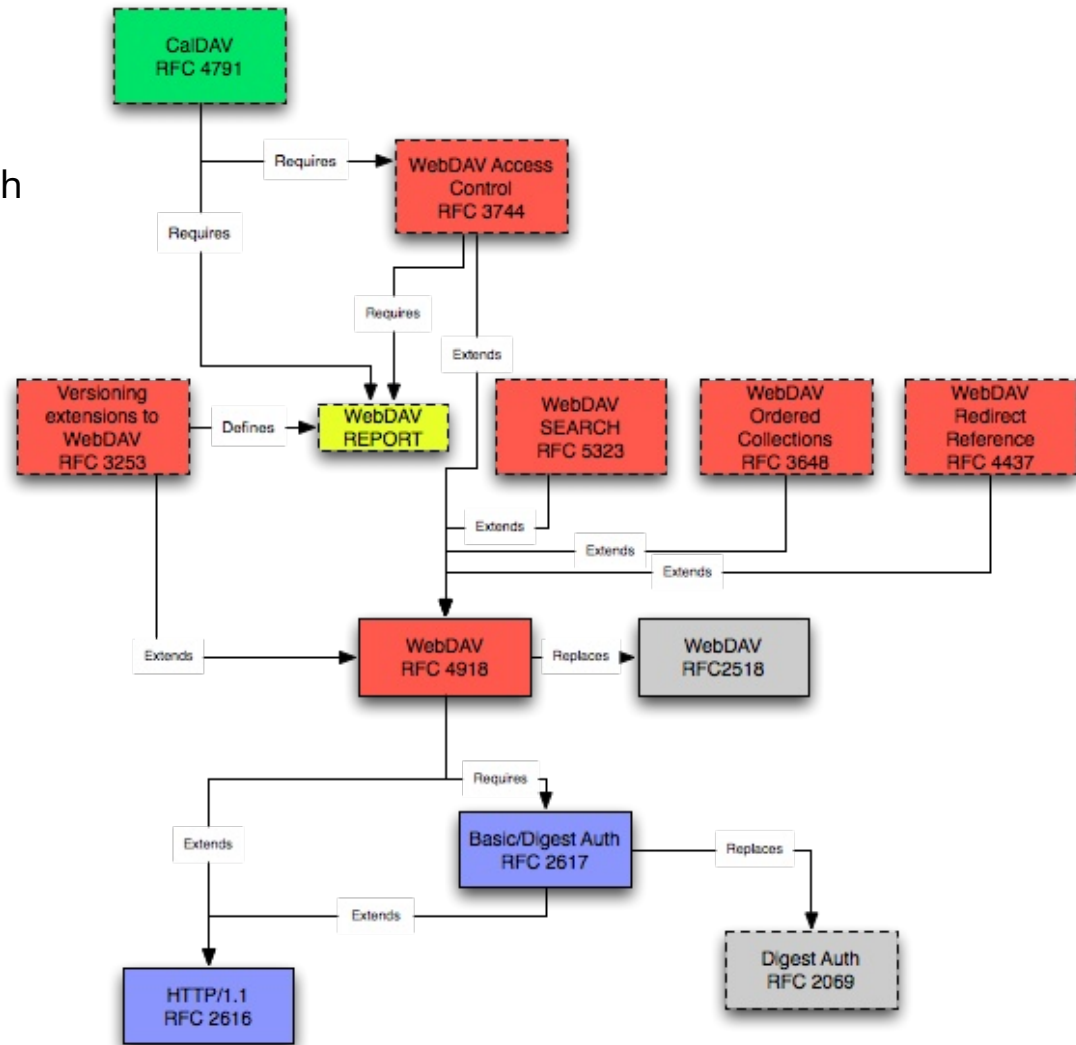 CalDAV
RFC 4791
h
Requires
WebDAV Access
Control
RFC 3744
Requires
Requires
Extends
Versioning
extensions to
WebDAV
RFC 3253
Defines
WebDAV
REPORT
WebDAV
SEARCH
RFC 5323
WebDAV
Ordered
Collections
RFC 3648
WebDAV
Redirect
Reference
RFC 4437
Extends
Extends
Extends
Extends
WebDAV
RFC 4918
Replaces
WebDAV
RFC2518
Requires
Extends
Basic/Digest Auth
RFC 2617
Replaces
Extends
Digest Auth
RFC 2069
HTTP/1.1
RFC 2616